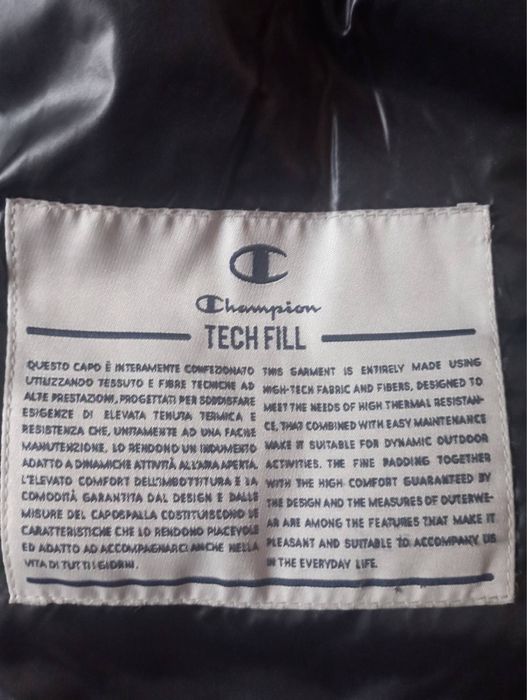 C
Champion
TECH FILL
QUESTO CAPO È INTERAMENTE CONFEZIONATO
UTILIZZANDO TESSUTO E FIBRE TECNICHE AD
ALTE PRESTAZIONI, PROGETTATI PER SODDISFARE
ESIGENZE DI ELEVATA TENUTA TERMICA E
RESISTENZA CHE, UNITAMENTE AD UNA FACILE
MANUTENZIONE, LO RENDONO UN INDUMENTO
ADATTO A DINAMICHE ATTIVITÀ ALL'ARIA APERTA.
L'ELEVATO COMFORT DELL'IMBOTTITURA E LA
COMODITÀ GARANTITA DAL DESIGN E DALLE
MISURE DEL CAPOSPALLA COSTITUISCONO LE
CARATTERISTICHE CHE LO RENDONO PIACEVOLE
ED ADATTO AD ACCOMPAGNARCI ANCHE NELLA
VITA DI TUTTI I GIORNI.
THIS GARMENT IS ENTIRELY MADE USING
HIGH-TECH FABRIC AND FIBERS, DESIGNED TO
MEET THE NEEDS OF HIGH THERMAL RESISTAN-
CE, THAT COMBINED WITH EASY MAINTENANCE
MAKE IT SUITABLE FOR DYNAMIC OUTDOOR
ACTIVITIES. THE FINE PADDING TOGETHER
WITH THE HIGH COMFORT GUARANTEED BY
THE DESIGN AND THE MEASURES OF OUTERWE-
AR ARE AMONG THE FEATURES THAT MAKE IT
PLEASANT AND SUITABLE TO ACCOMPANY US
IN THE EVERYDAY LIFE.